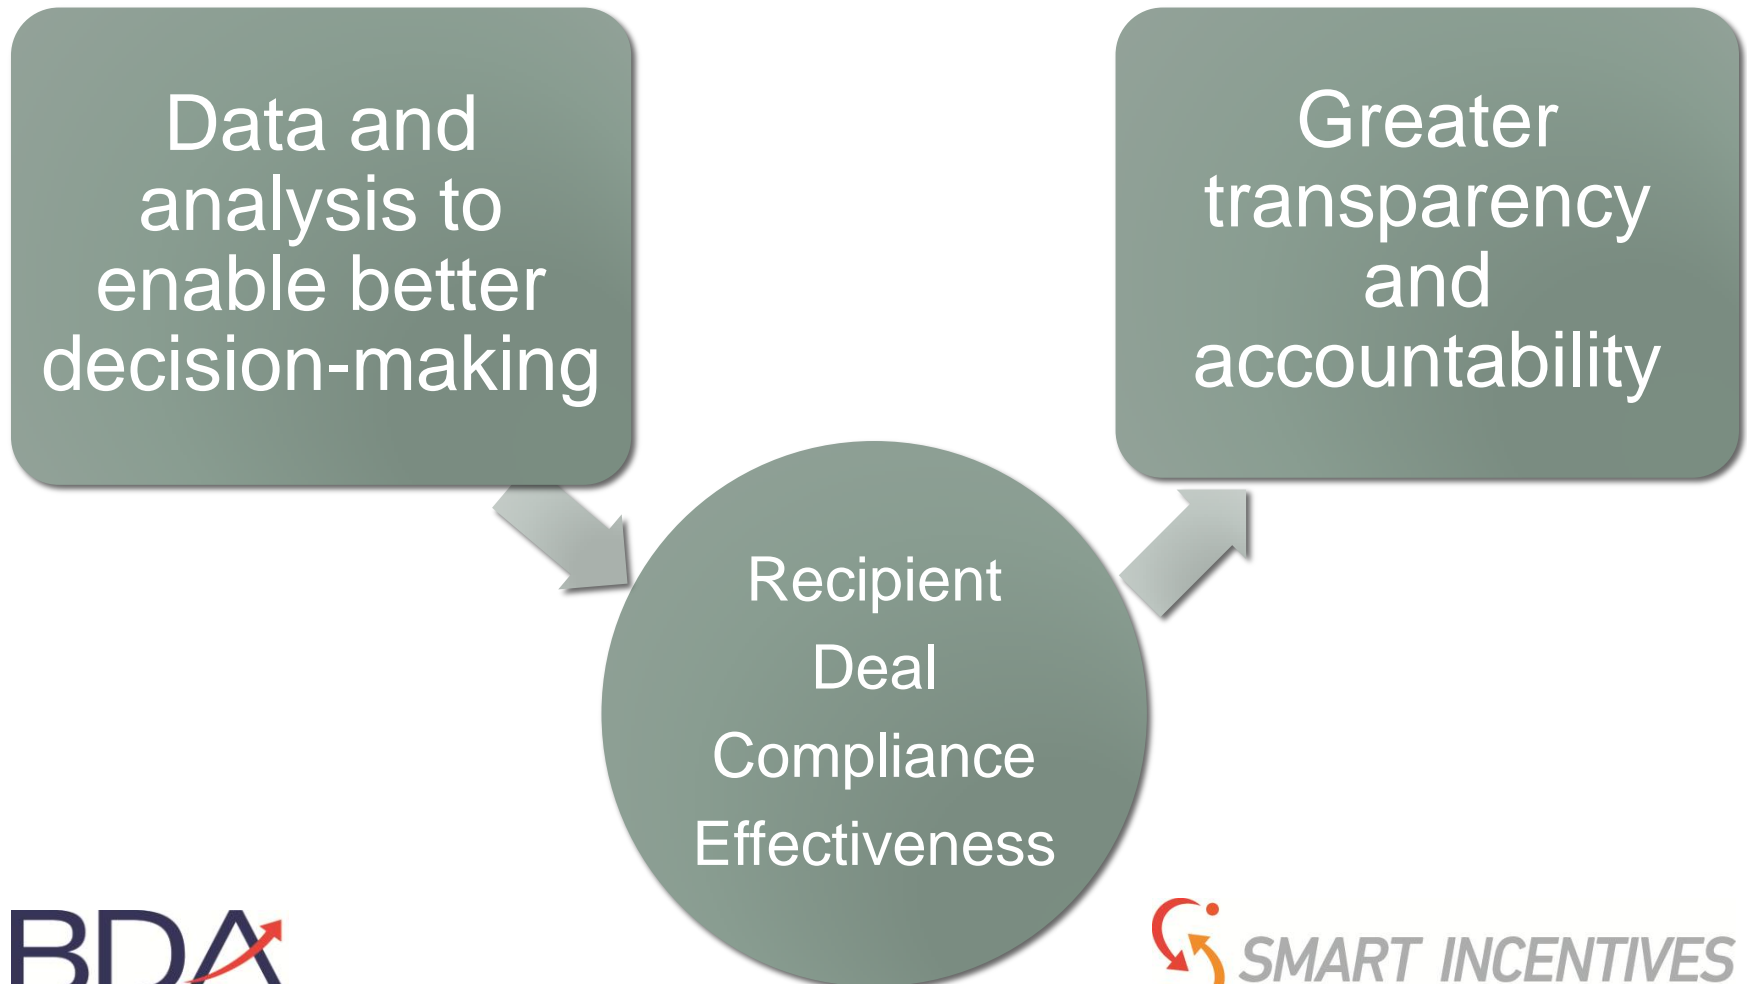 Data and
analysis to
enable better
decision-making
Greater
transparency
and
accountability
Recipient
Deal
Compliance
Effectiveness
BDA
SMART INCENTIVES